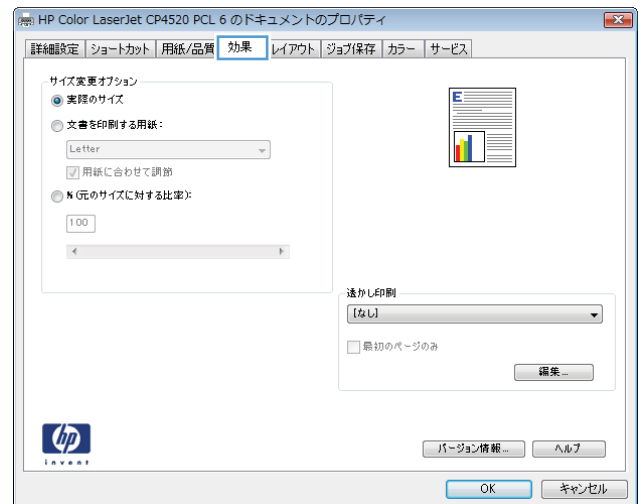 HP Color LaserJet CP4520 PCL 6 のドキュメントのプロパティ
詳細設定 ショートカット 用紙/品質 効果 レイアウト ジョブ保存 カラー サービス
サイズ変更オプション
実際のサイズ
文書を印刷する用紙:
Letter
用紙に合わせて調節
% (元のサイズに対する比率):
100
E
透かし印刷
[なし]
最初のページのみ
編集...
hp
invent
バージョン情報...
ヘルプ
OK
キャンセル